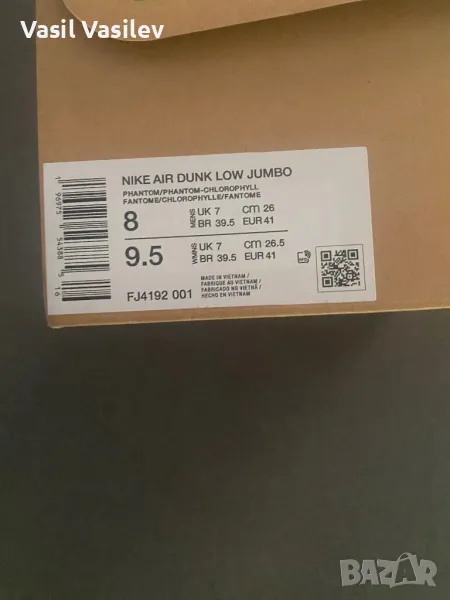 Vasil Vasilev
NIKE AIR DUNK LOW JUMBO
PHANTOM/PHANTOM-CHLOROPHYLL
FANTOME/CHLOROPHYLLE/FANTOME
8 MENS UK 7 cm 26
BR 39.5 EUR 41
9.5 WMNS UK 7 cm 26.5
BR 39.5 EUR 41
MADE IN VIETNAM /
FABRIQUE AU VIETNAM /
FABRICADO NO VIETNÃ /
HECHO EN VIETNAM
FJ4192 001
BAZAR